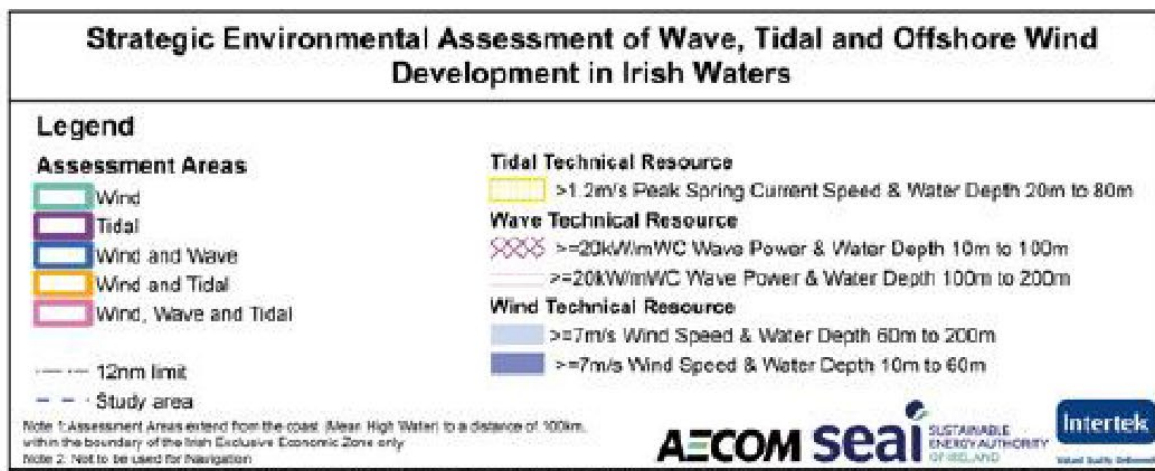 Strategic Environmental Assessment of Wave, Tidal and Offshore Wind
Development in Irish Waters
Legend
Assessment Areas
Wind
Tidal
Wind and Wave
Wind and Tidal
Wind, Wave and Tidal
12nm limit
Study area
Tidal Technical Resource
>1.2m/s Peak Spring Current Speed & Water Depth 20m to 80m
Wave Technical Resource
>=20kW/mWC Wave Power & Water Depth 10m to 100m
>=20kW/mWC Wave Power & Water Depth 100m to 200m
Wind Technical Resource
>=7m/s Wind Speed & Water Depth 60m to 200m
>=7m/s Wind Speed & Water Depth 10m to 60m
Note 1:Assessment Areas extend from the coast (Mean High Water) to a distance of 100km,
within the boundary of the Irish Exclusive Economic Zone only
Note 2: Not to be used for Navigation
AECOM
seai
SUSTAINABLE
ENERGY AUTHORITY
OF IRELAND
Intertek
Valued Quality. Delivered.